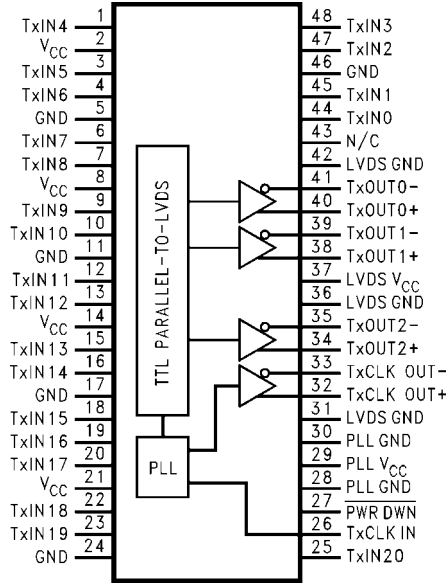 TxIN4 1
VCC 2
TxIN5 3
TxIN6 4
GND 5
TxIN7 6
TxIN8 7
VCC 8
TxIN9 9
TxIN10 10
GND 11
TxIN11 12
TxIN12 13
VCC 14
TxIN13 15
TxIN14 16
GND 17
TxIN15 18
TxIN16 19
TxIN17 20
VCC 21
TxIN18 22
TxIN19 23
GND 24
TTL PARALLEL-TO-LVDS
PLL
48 TxIN3
47 TxIN2
46 GND
45 TxIN1
44 TxIN0
43 N/C
42 LVDS GND
41 TxOUT0-
40 TxOUT0+
39 TxOUT1-
38 TxOUT1+
37 LVDS VCC
36 LVDS GND
35 TxOUT2-
34 TxOUT2+
33 TxCLK OUT-
32 TxCLK OUT+
31 LVDS GND
30 PLL GND
29 PLL VCC
28 PLL GND
27 PWR DWN
26 TxCLK IN
25 TxIN20